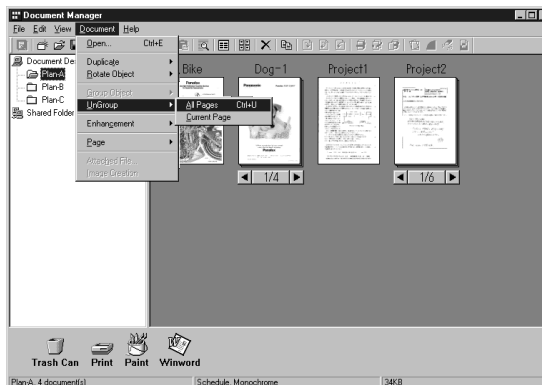 Document Manager
File Edit View Document Help
Open... Ctrl+E
Duplicate
Rotate Object
Group Object
UnGroup
Enhancement
Page
Attached File...
Image Creation
All Pages Ctrl+U
Current Page
Document De
Plan-A
Plan-B
Plan-C
Shared Folder
Bike
Dog-1
Project1
Project2
Panasonic
1/4
1/6
Trash Can
Print
Paint
Winword
Plan-A, 4 document(s)
Schedule, Monochrome
34KB